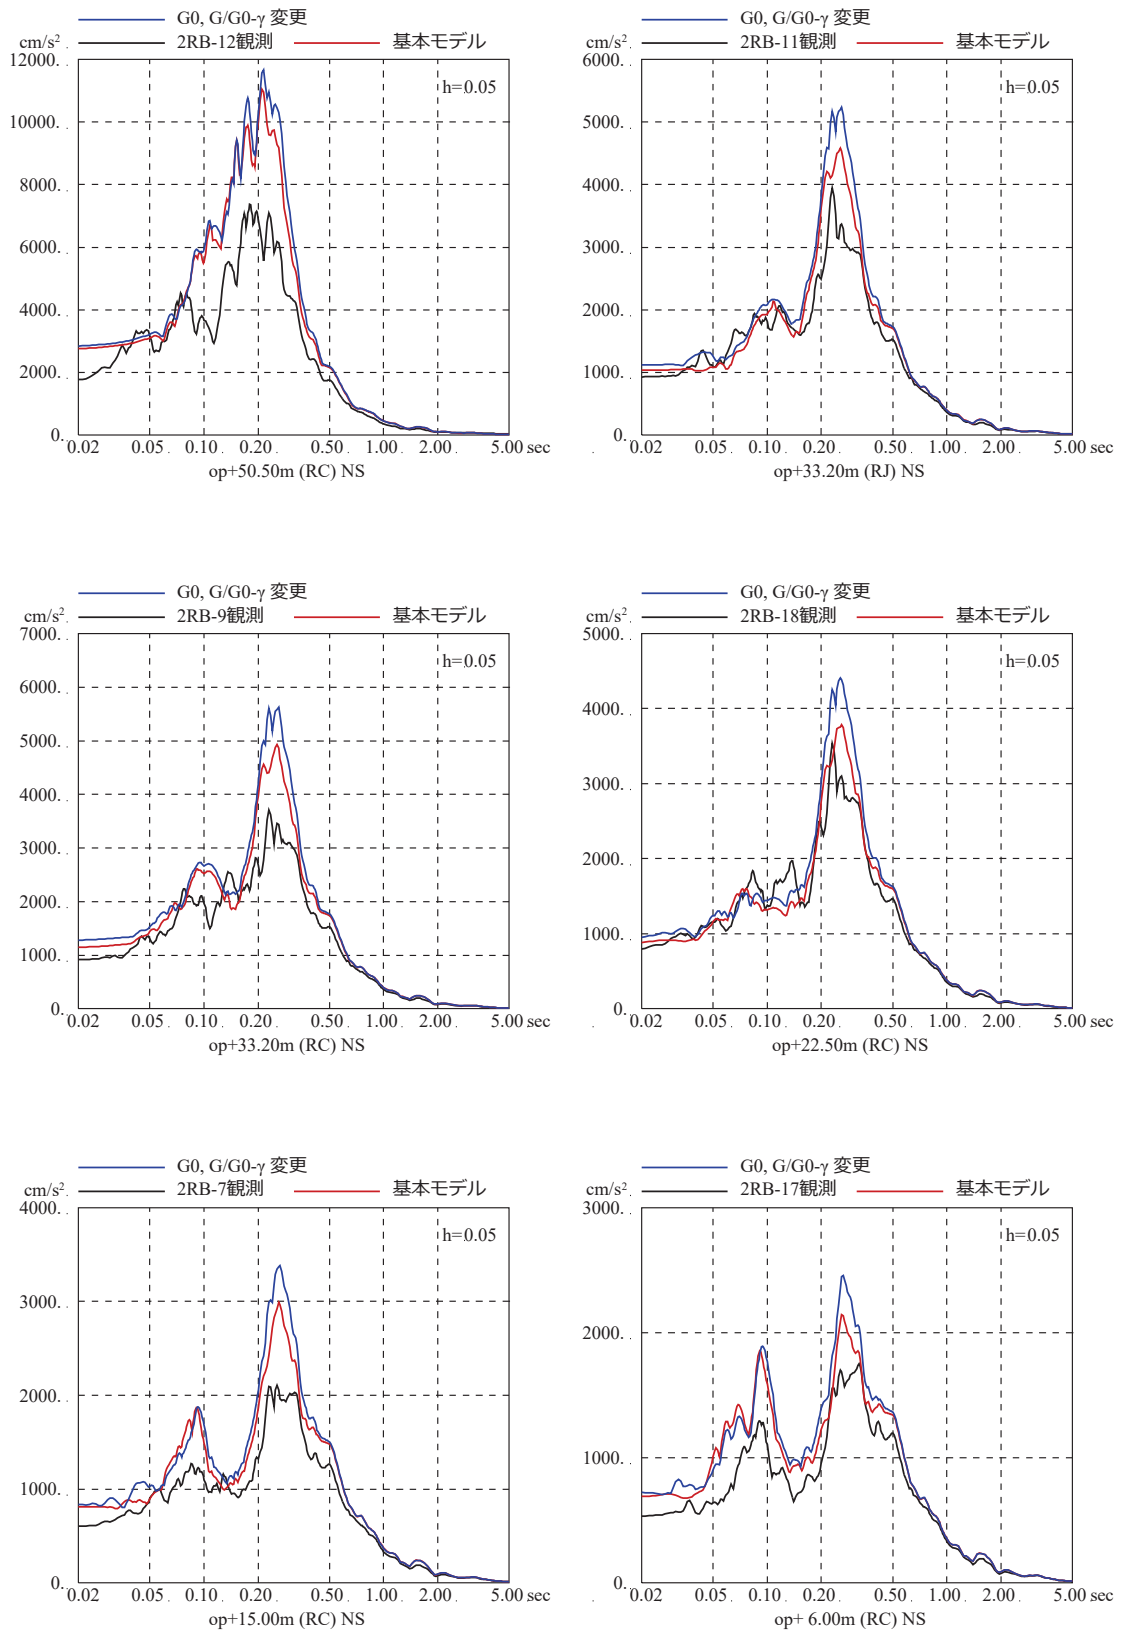 G0, G/G0-γ 変更
cm/s² 2RB-12観測 基本モデル
12000.
h=0.05
10000.
8000.
6000.
4000.
2000.
0.
0.02 0.05 0.10 0.20 0.50 1.00 2.00 5.00 sec
op+50.50m (RC) NS
G0, G/G0-γ 変更
cm/s² 2RB-11観測 基本モデル
6000.
h=0.05
5000.
4000.
3000.
2000.
1000.
0.
0.02 0.05 0.10 0.20 0.50 1.00 2.00 5.00 sec
op+33.20m (RJ) NS
G0, G/G0-γ 変更
cm/s² 2RB-9観測 基本モデル
7000.
h=0.05
6000.
5000.
4000.
3000.
2000.
1000.
0.
0.02 0.05 0.10 0.20 0.50 1.00 2.00 5.00 sec
op+33.20m (RC) NS
G0, G/G0-γ 変更
cm/s² 2RB-18観測 基本モデル
5000.
h=0.05
4000.
3000.
2000.
1000.
0.
0.02 0.05 0.10 0.20 0.50 1.00 2.00 5.00 sec
op+22.50m (RC) NS
G0, G/G0-γ 変更
cm/s² 2RB-7観測 基本モデル
4000.
h=0.05
3000.
2000.
1000.
0.
0.02 0.05 0.10 0.20 0.50 1.00 2.00 5.00 sec
op+15.00m (RC) NS
G0, G/G0-γ 変更
cm/s² 2RB-17観測 基本モデル
3000.
h=0.05
2000.
1000.
0.
0.02 0.05 0.10 0.20 0.50 1.00 2.00 5.00 sec
op+ 6.00m (RC) NS